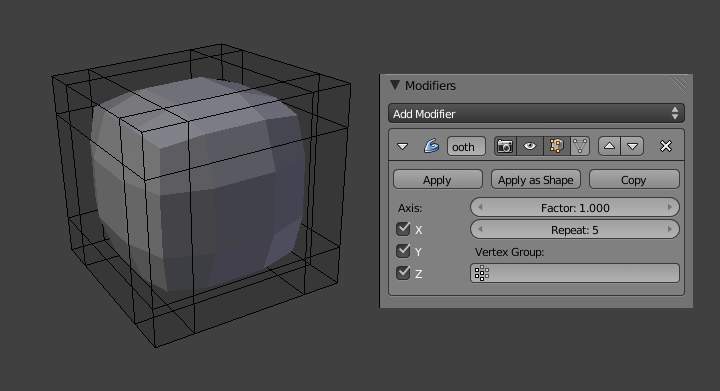 Modifiers
Add Modifier
ooth
Apply Apply as Shape Copy
Axis: Factor: 1.000
X Repeat: 5
Y Vertex Group:
Z